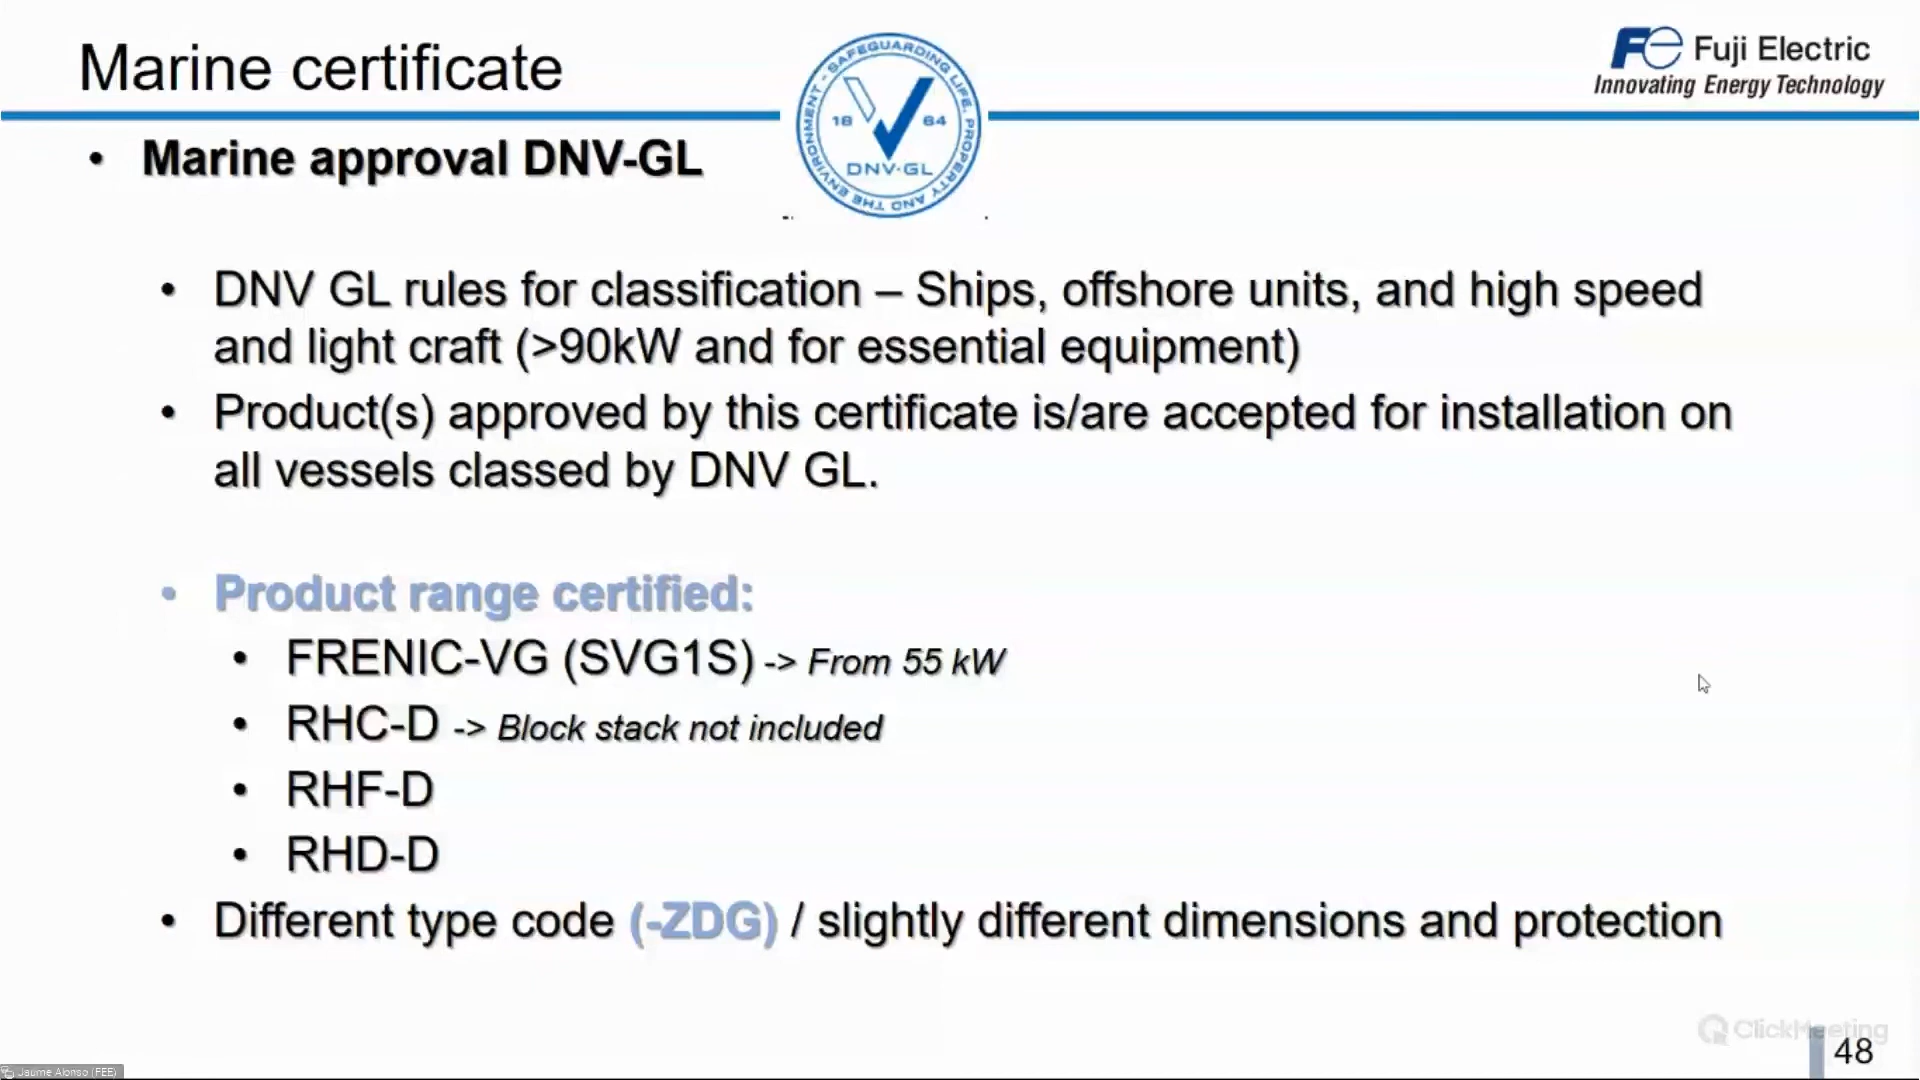 Marine certificate
SAFEGUARDING LIFE, PROPERTY AND THE ENVIRONMENT
18 64
DNV·GL
Fuji Electric
Innovating Energy Technology
• Marine approval DNV-GL
• DNV GL rules for classification – Ships, offshore units, and high speed
and light craft (>90kW and for essential equipment)
• Product(s) approved by this certificate is/are accepted for installation on
all vessels classed by DNV GL.
• Product range certified:
• FRENIC-VG (SVG1S) -> From 55 kW
• RHC-D -> Block stack not included
• RHF-D
• RHD-D
• Different type code (-ZDG) / slightly different dimensions and protection
ClickMeeting
48
Jaume Alonso (FEE)